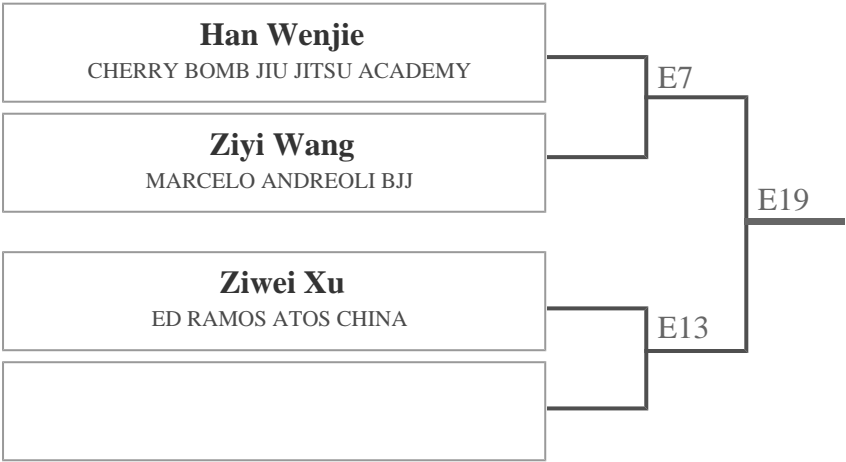 Han Wenjie
CHERRY BOMB JIU JITSU ACADEMY
E7
Ziyi Wang
MARCELO ANDREOLI BJJ
E19
Ziwei Xu
ED RAMOS ATOS CHINA
E13